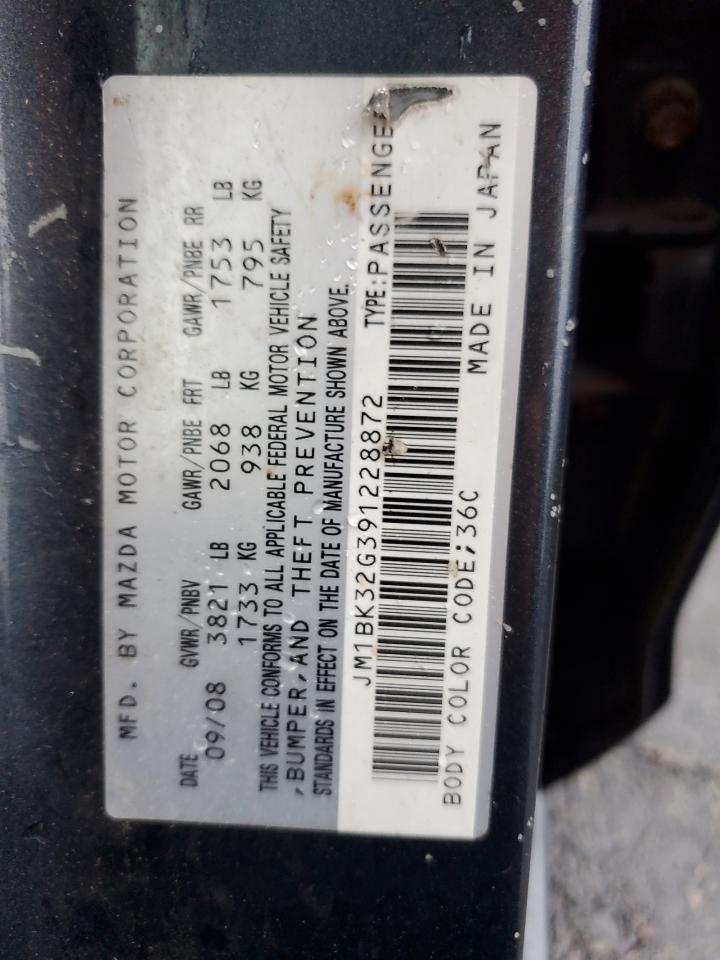 MFD. BY MAZDA MOTOR CORPORATION
DATE GVWR/PNBV GAWR/PNBE FRT GAWR/PNBE RR
09/08 3821 LB 2068 LB 1753 LB
1733 KG 938 KG 795 KG
THIS VEHICLE CONFORMS TO ALL APPLICABLE FEDERAL MOTOR VEHICLE SAFETY
,BUMPER,AND THEFT PREVENTION
STANDARDS IN EFFECT ON THE DATE OF MANUFACTURE SHOWN ABOVE.
JM1BK32G391228872 TYPE:PASSENGE
BODY COLOR CODE;36C MADE IN JAPAN